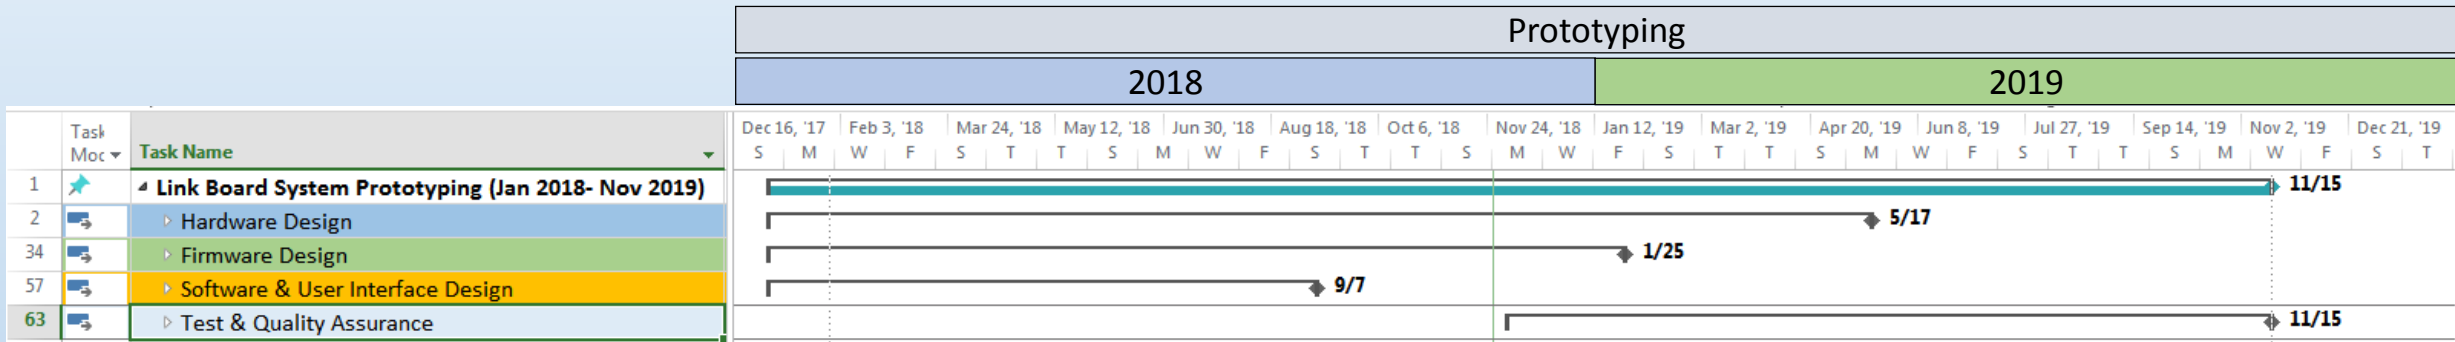 Prototyping
2018 2019
Task Moc Task Name
Dec 16, '17 Feb 3, '18 Mar 24, '18 May 12, '18 Jun 30, '18 Aug 18, '18 Oct 6, '18 Nov 24, '18 Jan 12, '19 Mar 2, '19 Apr 20, '19 Jun 8, '19 Jul 27, '19 Sep 14, '19 Nov 2, '19 Dec 21, '19
S M W F S T T S M W F S T T S M W F S T T S M W F S T T S M W F S T
1 Link Board System Prototyping (Jan 2018- Nov 2019) 11/15
2 Hardware Design 5/17
34 Firmware Design 1/25
57 Software & User Interface Design 9/7
63 Test & Quality Assurance 11/15